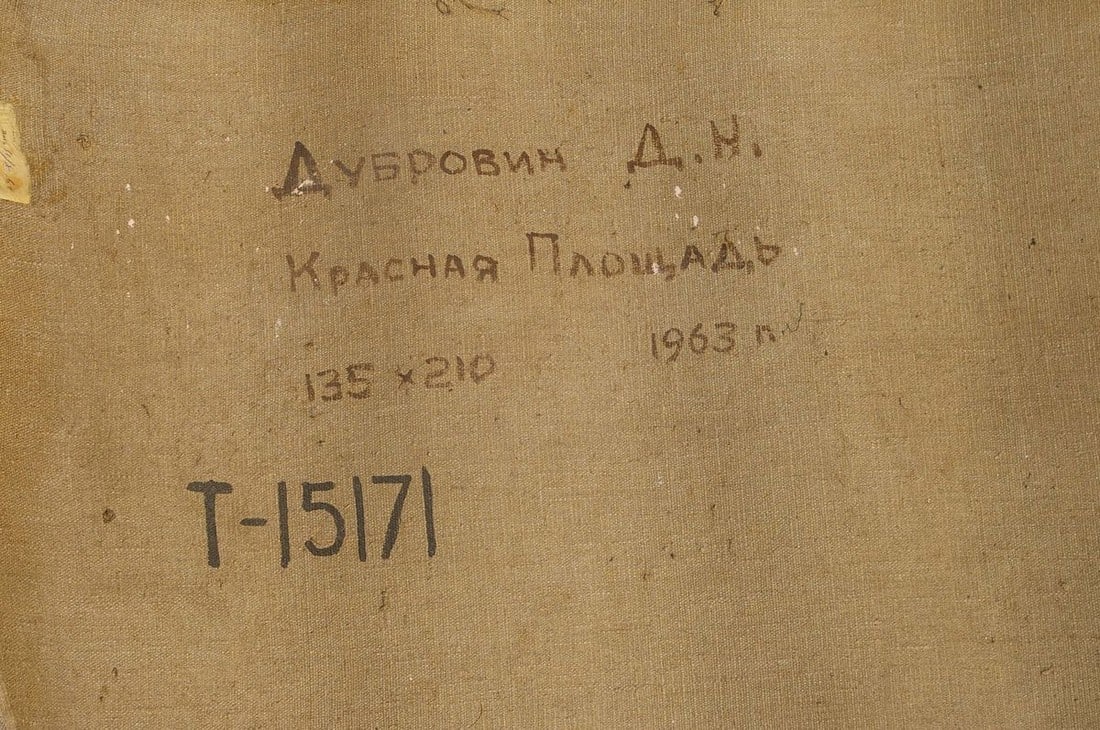 Дубровин Д.Н.
Красная Площадь
135 x 210 1963 г.
Т-15171